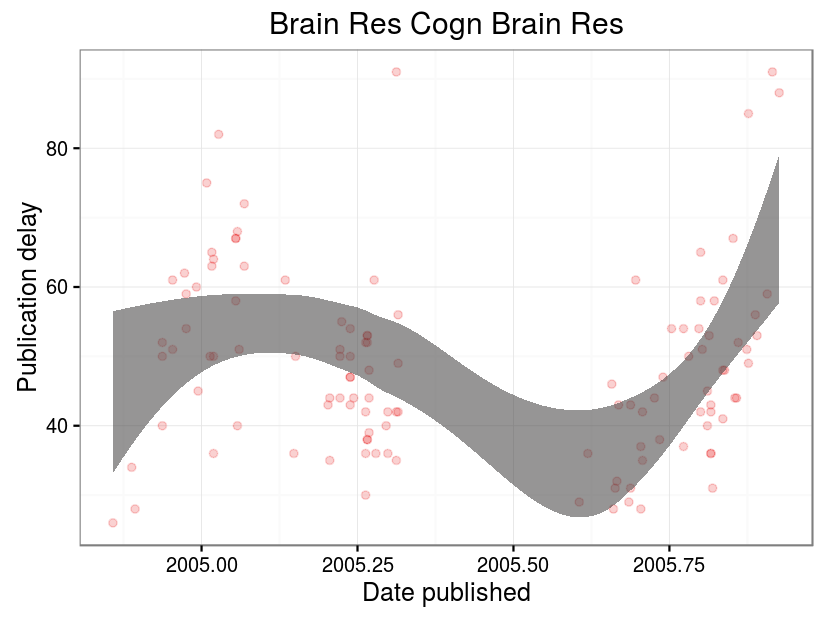 Brain Res Cogn Brain Res
80
60
40
Publication delay
2005.00 2005.25 2005.50 2005.75
Date published